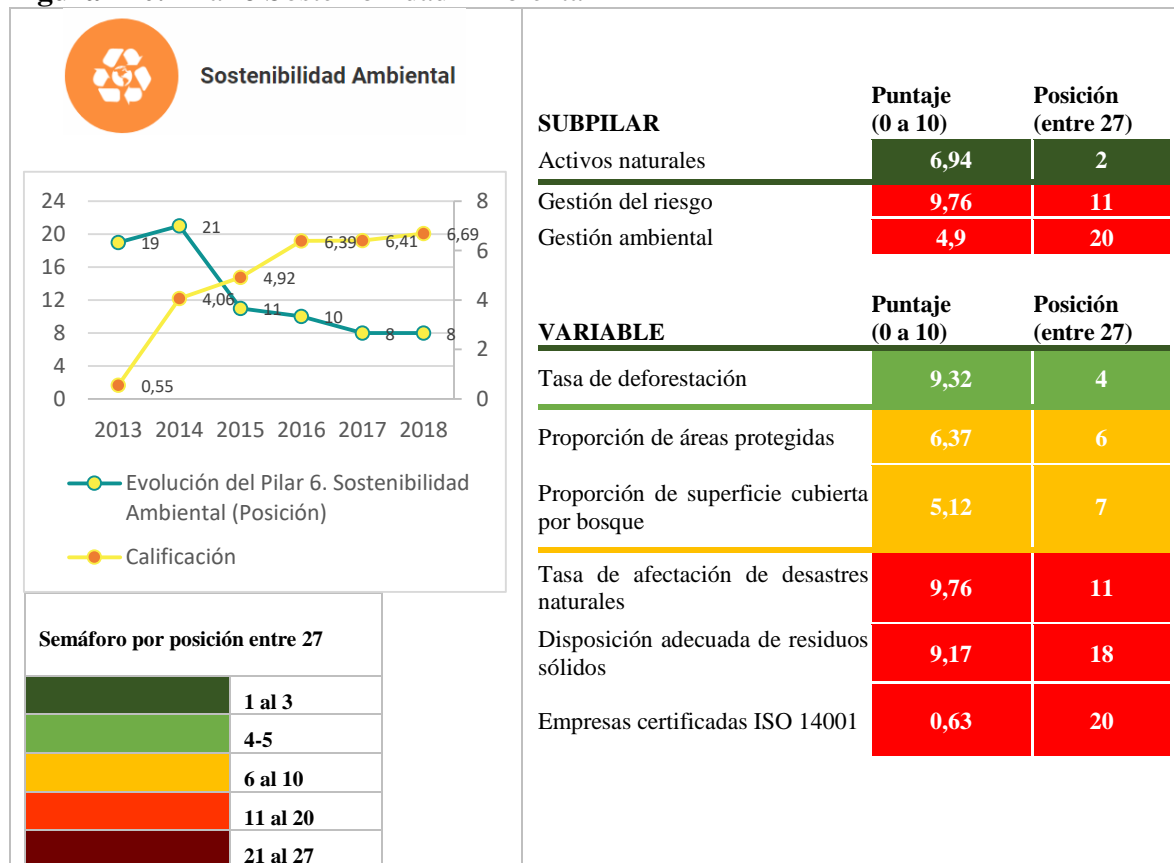 Sostenibilidad Ambiental
24
20
16
12
8
4
0
8
6
4
2
0
19
21
11
10
8
8
0,55
4,06
4,92
6,39
6,41
6,69
2013 2014 2015 2016 2017 2018
Evolución del Pilar 6. Sostenibilidad
Ambiental (Posición)
Calificación
Semáforo por posición entre 27
1 al 3
4-5
6 al 10
11 al 20
21 al 27
SUBPILAR Puntaje (0 a 10) Posición (entre 27)
Activos naturales 6,94 2
Gestión del riesgo 9,76 11
Gestión ambiental 4,9 20
VARIABLE Puntaje (0 a 10) Posición (entre 27)
Tasa de deforestación 9,32 4
Proporción de áreas protegidas 6,37 6
Proporción de superficie cubierta
por bosque 5,12 7
Tasa de afectación de desastres
naturales 9,76 11
Disposición adecuada de residuos
sólidos 9,17 18
Empresas certificadas ISO 14001 0,63 20